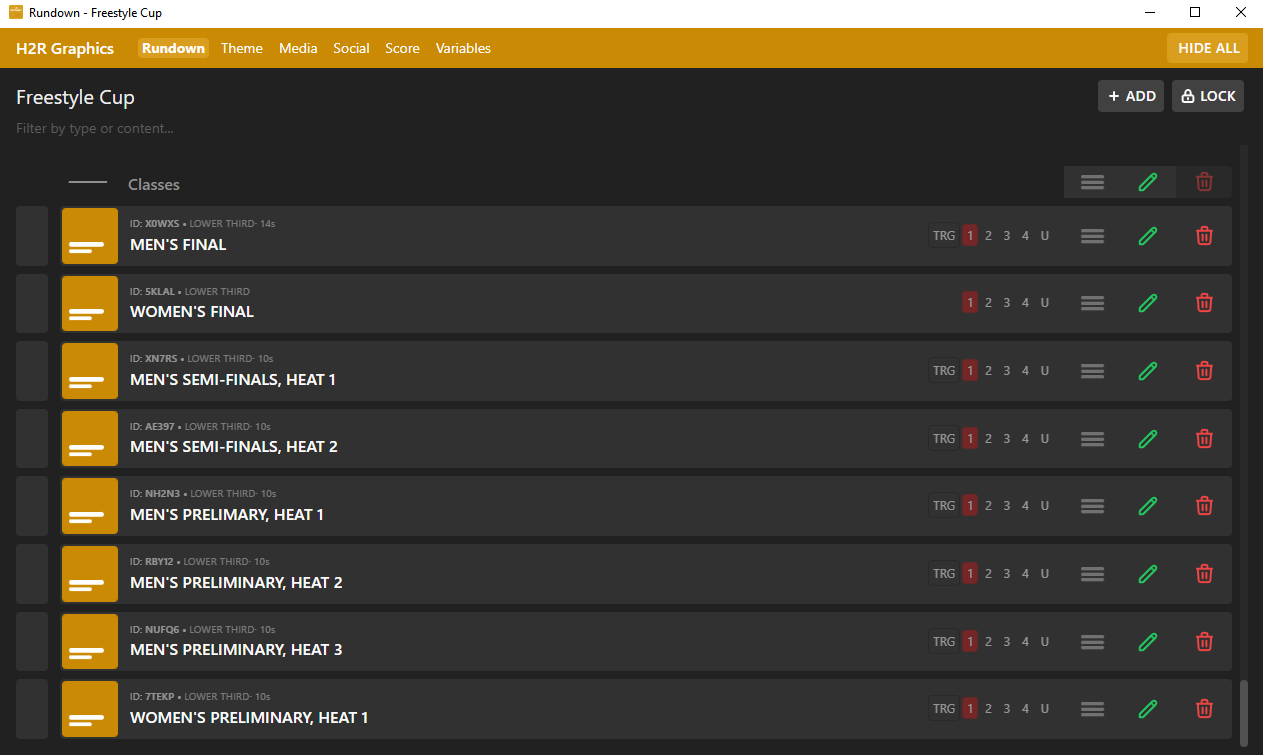 Rundown - Freestyle Cup
H2R Graphics Rundown Theme Media Social Score Variables HIDE ALL
Freestyle Cup + ADD LOCK
Filter by type or content...
Classes
ID: X0WXS • LOWER THIRD· 14s
MEN'S FINAL TRG 1 2 3 4 U
ID: 5KLAL • LOWER THIRD
WOMEN'S FINAL 1 2 3 4 U
ID: XN7RS • LOWER THIRD· 10s
MEN'S SEMI-FINALS, HEAT 1 TRG 1 2 3 4 U
ID: AE397 • LOWER THIRD· 10s
MEN'S SEMI-FINALS, HEAT 2 TRG 1 2 3 4 U
ID: NH2N3 • LOWER THIRD· 10s
MEN'S PRELIMARY, HEAT 1 TRG 1 2 3 4 U
ID: RBY12 • LOWER THIRD· 10s
MEN'S PRELIMINARY, HEAT 2 TRG 1 2 3 4 U
ID: NUFQ6 • LOWER THIRD· 10s
MEN'S PRELIMINARY, HEAT 3 TRG 1 2 3 4 U
ID: 7TEKP • LOWER THIRD· 10s
WOMEN'S PRELIMINARY, HEAT 1 TRG 1 2 3 4 U